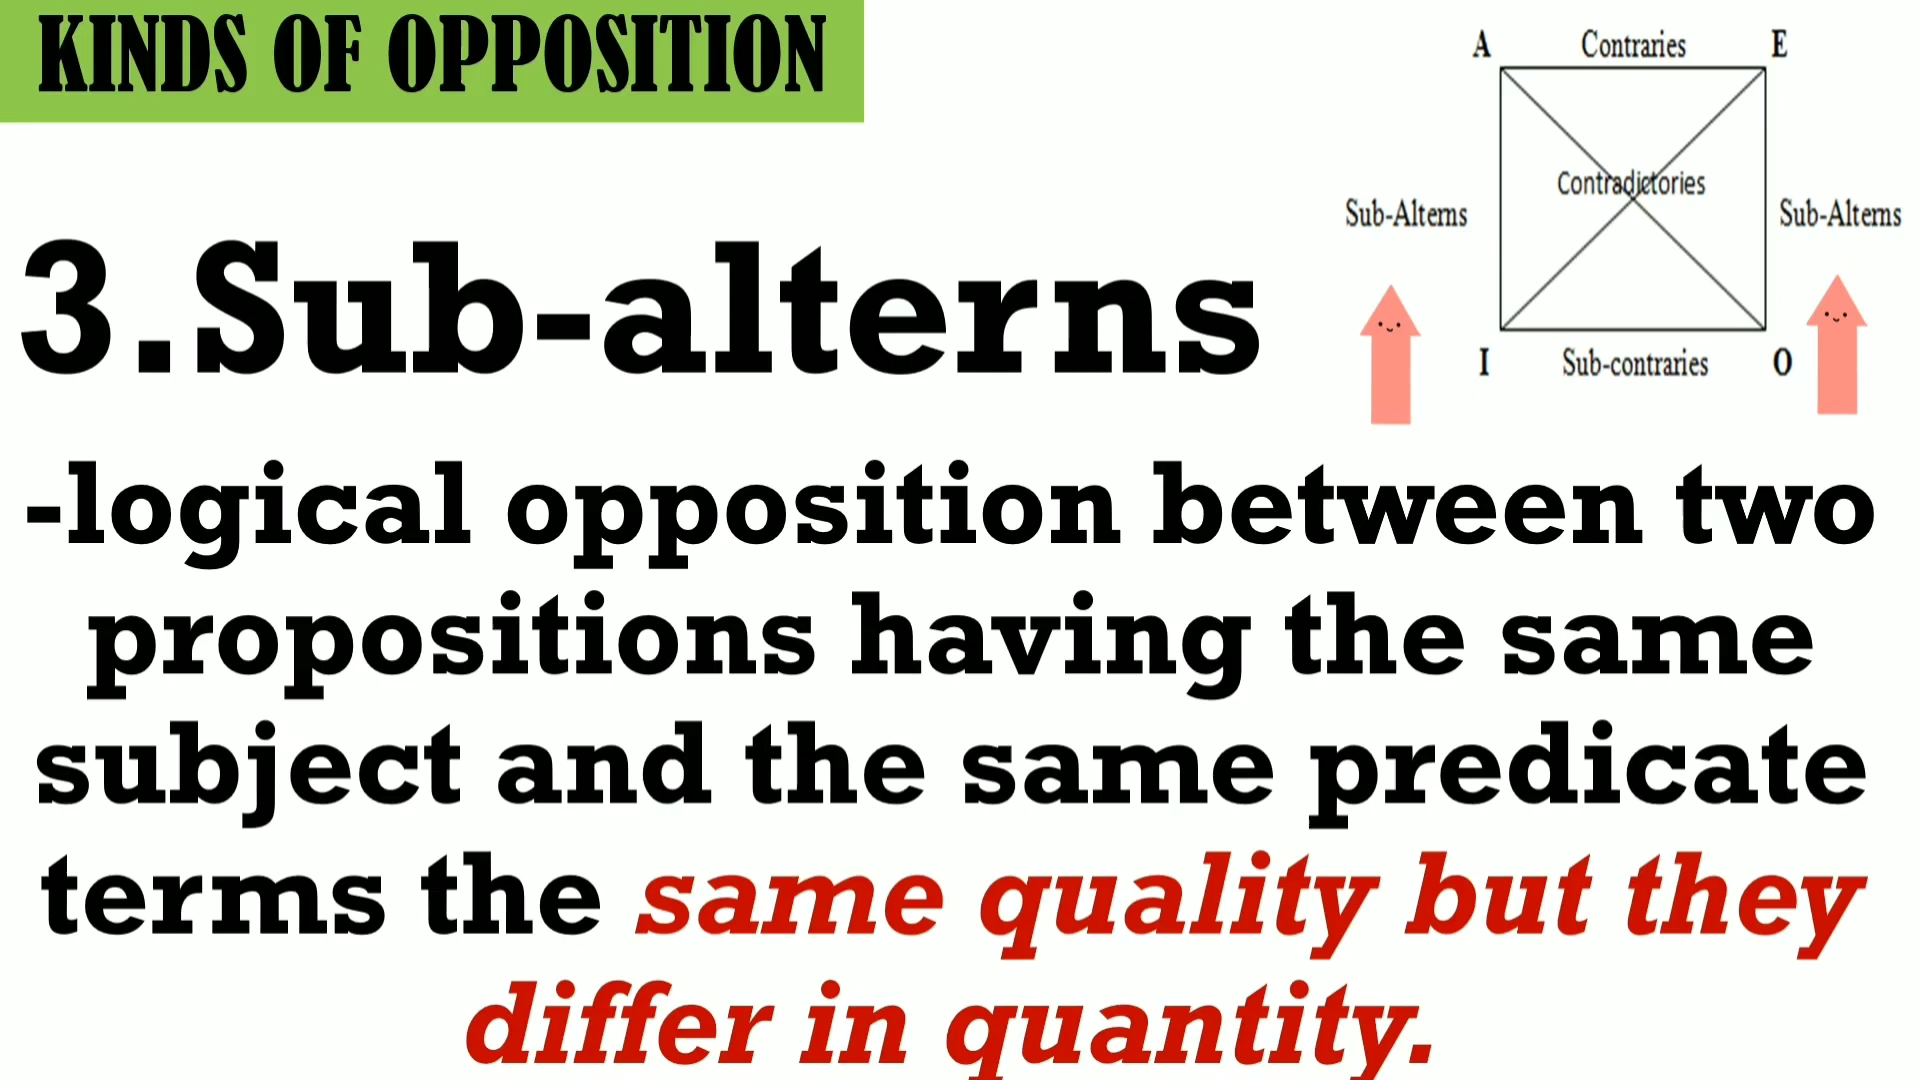 KINDS OF OPPOSITION
A Contraries E
Contradictories
Sub-Alterns Sub-Alterns
I Sub-contraries O
3.Sub-alterns
-logical opposition between two
propositions having the same
subject and the same predicate
terms the same quality but they
differ in quantity.